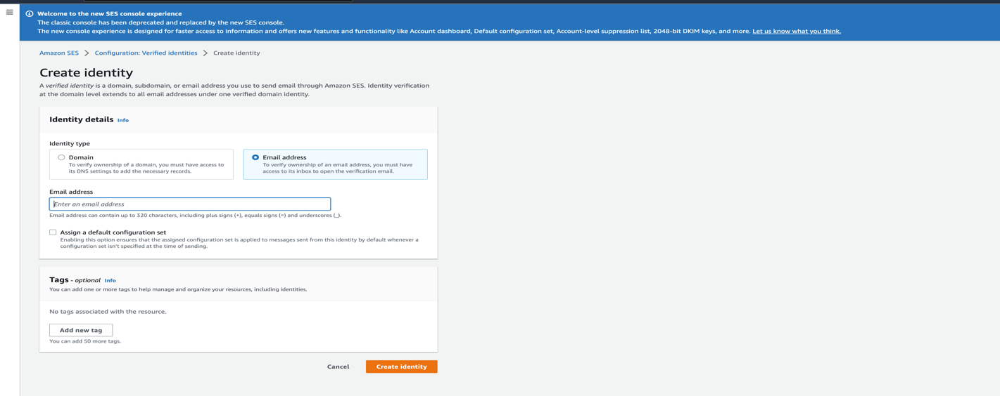 Welcome to the new SES console experience
The classic console has been deprecated and replaced by the new SES console.
The new console experience is designed for faster access to information and offers new features and functionality like Account dashboard, Default configuration set, Account-level suppression list, 2048-bit DKIM keys, and more. Let us know what you think.
Amazon SES > Configuration: Verified identities > Create identity
Create identity
A verified identity is a domain, subdomain, or email address you use to send email through Amazon SES. Identity verification
at the domain level extends to all email addresses under one verified domain identity.
Identity details Info
Identity type
Domain
To verify ownership of a domain, you must have access to
its DNS settings to add the necessary records.
Email address
To verify ownership of an email address, you must have
access to its inbox to open the verification email.
Email address
Enter an email address
Email address can contain up to 320 characters, including plus signs (+), equals signs (=) and underscores (_).
Assign a default configuration set
Enabling this option ensures that the assigned configuration set is applied to messages sent from this identity by default whenever a
configuration set isn't specified at the time of sending.
Tags - optional Info
You can add one or more tags to help manage and organize your resources, including identities.
No tags associated with the resource.
Add new tag
You can add 50 more tags.
Cancel Create identity